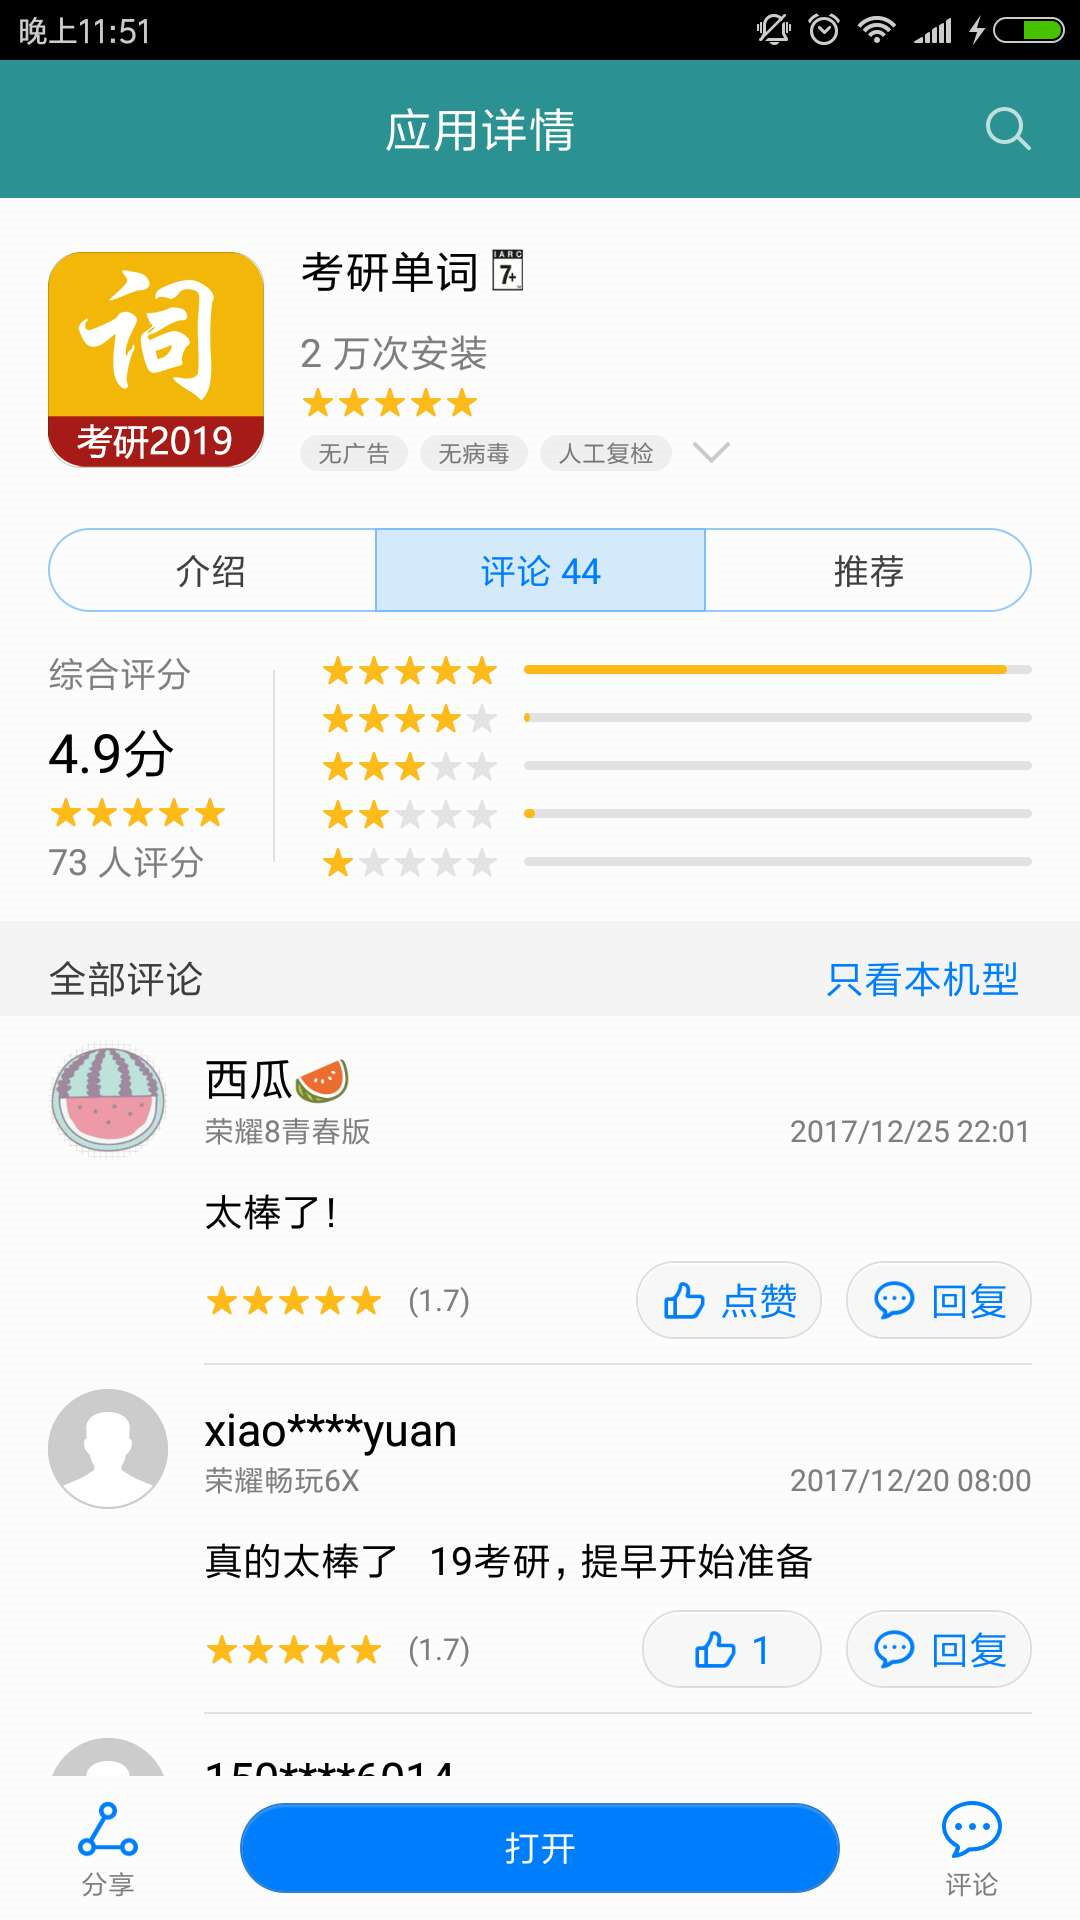 晚上11:51
应用详情
词
考研2019
考研单词
IARC
7+
2 万次安装
无广告 无病毒 人工复检
介绍 评论 44 推荐
综合评分
4.9分
73 人评分
全部评论 只看本机型
西瓜🍉
荣耀8青春版 2017/12/25 22:01
太棒了！
(1.7) 点赞 回复
xiao****yuan
荣耀畅玩6X 2017/12/20 08:00
真的太棒了 19考研，提早开始准备
(1.7) 1 回复
分享 打开 评论